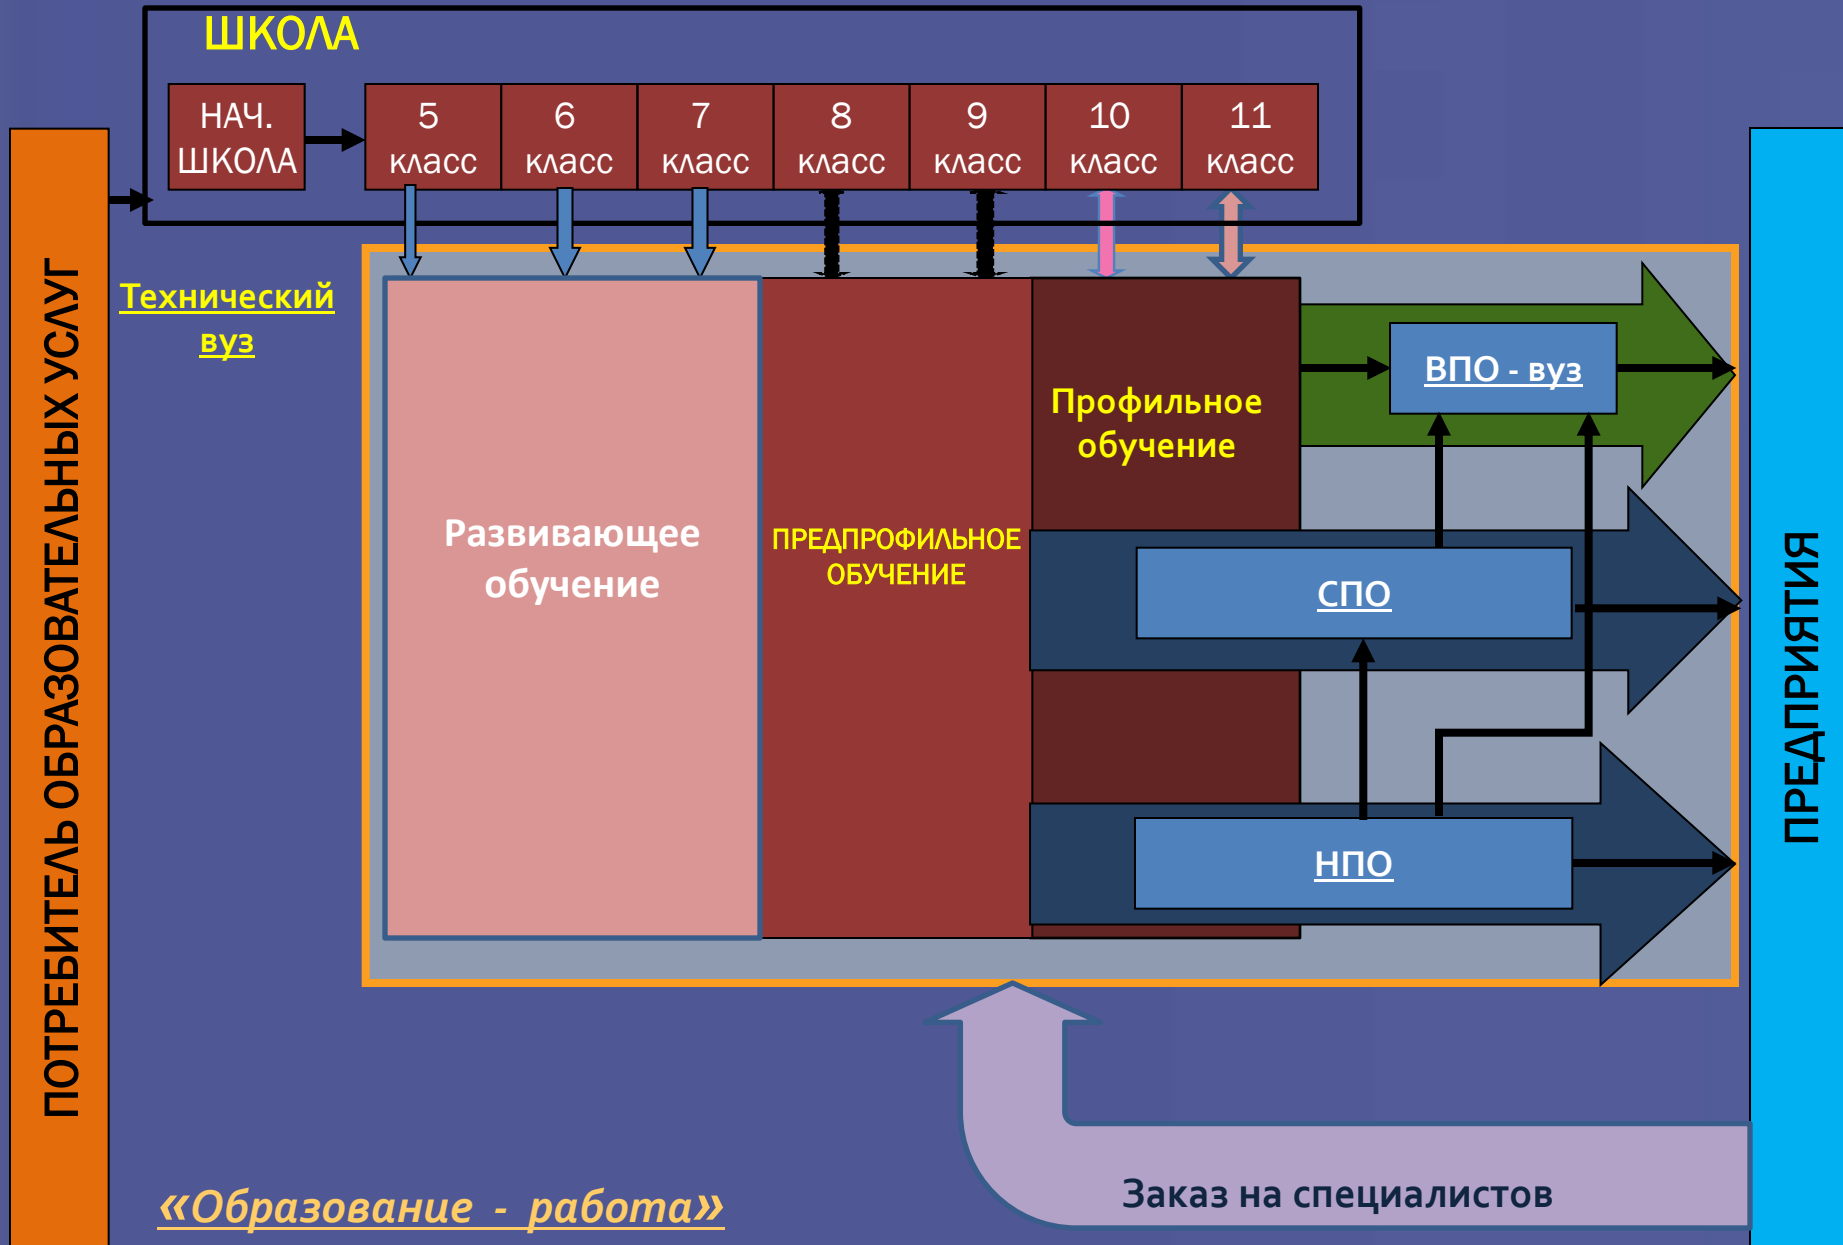 ШКОЛА
НАЧ.
ШКОЛА
5
класс
6
класс
7
класс
8
класс
9
класс
10
класс
11
класс
ПОТРЕБИТЕЛЬ ОБРАЗОВАТЕЛЬНЫХ УСЛУГ
Технический
вуз
Развивающее
обучение
ПРЕДПРОФИЛЬНОЕ
ОБУЧЕНИЕ
Профильное
обучение
ВПО - вуз
СПО
НПО
ПРЕДПРИЯТИЯ
Заказ на специалистов
«Образование - работа»